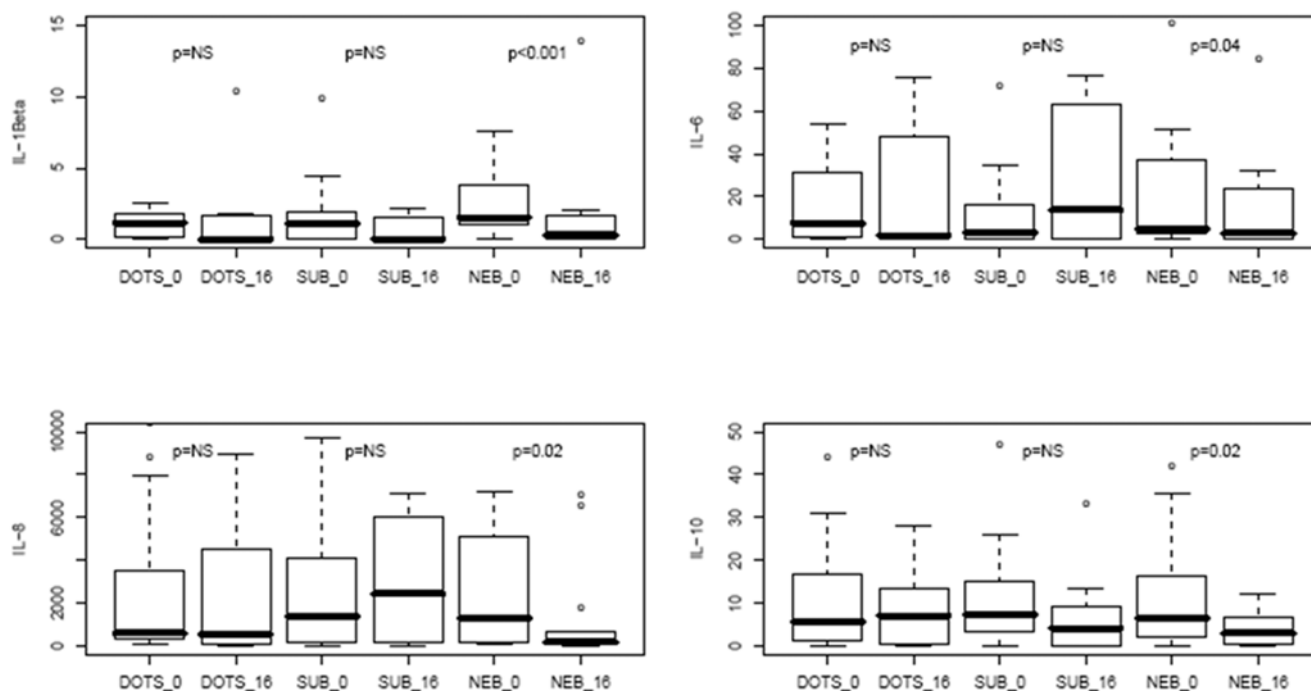 15
10
5
0
IL-1Beta
p=NS
p=NS
p<0.001
DOTS_0
DOTS_16
SUB_0
SUB_16
NEB_0
NEB_16
100
80
60
40
20
0
IL-6
p=NS
p=NS
p=0.04
DOTS_0
DOTS_16
SUB_0
SUB_16
NEB_0
NEB_16
10000
6000
2000
0
IL-8
p=NS
p=NS
p=0.02
DOTS_0
DOTS_16
SUB_0
SUB_16
NEB_0
NEB_16
50
40
30
20
10
0
IL-10
p=NS
p=NS
p=0.02
DOTS_0
DOTS_16
SUB_0
SUB_16
NEB_0
NEB_16